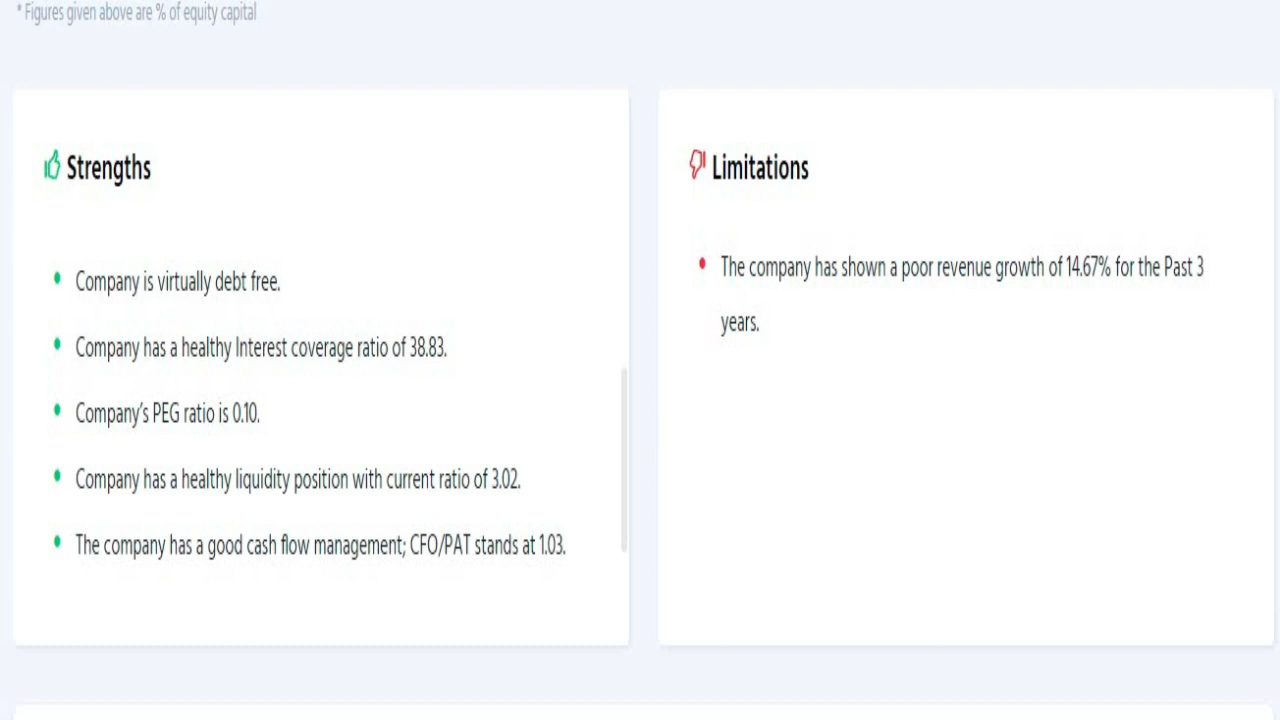 * Figures given above are % of equity capital
Strengths
Company is virtually debt free.
Company has a healthy Interest coverage ratio of 38.83.
Company's PEG ratio is 0.10.
Company has a healthy liquidity position with current ratio of 3.02.
The company has a good cash flow management; CFO/PAT stands at 1.03.
Limitations
The company has shown a poor revenue growth of 14.67% for the Past 3
years.